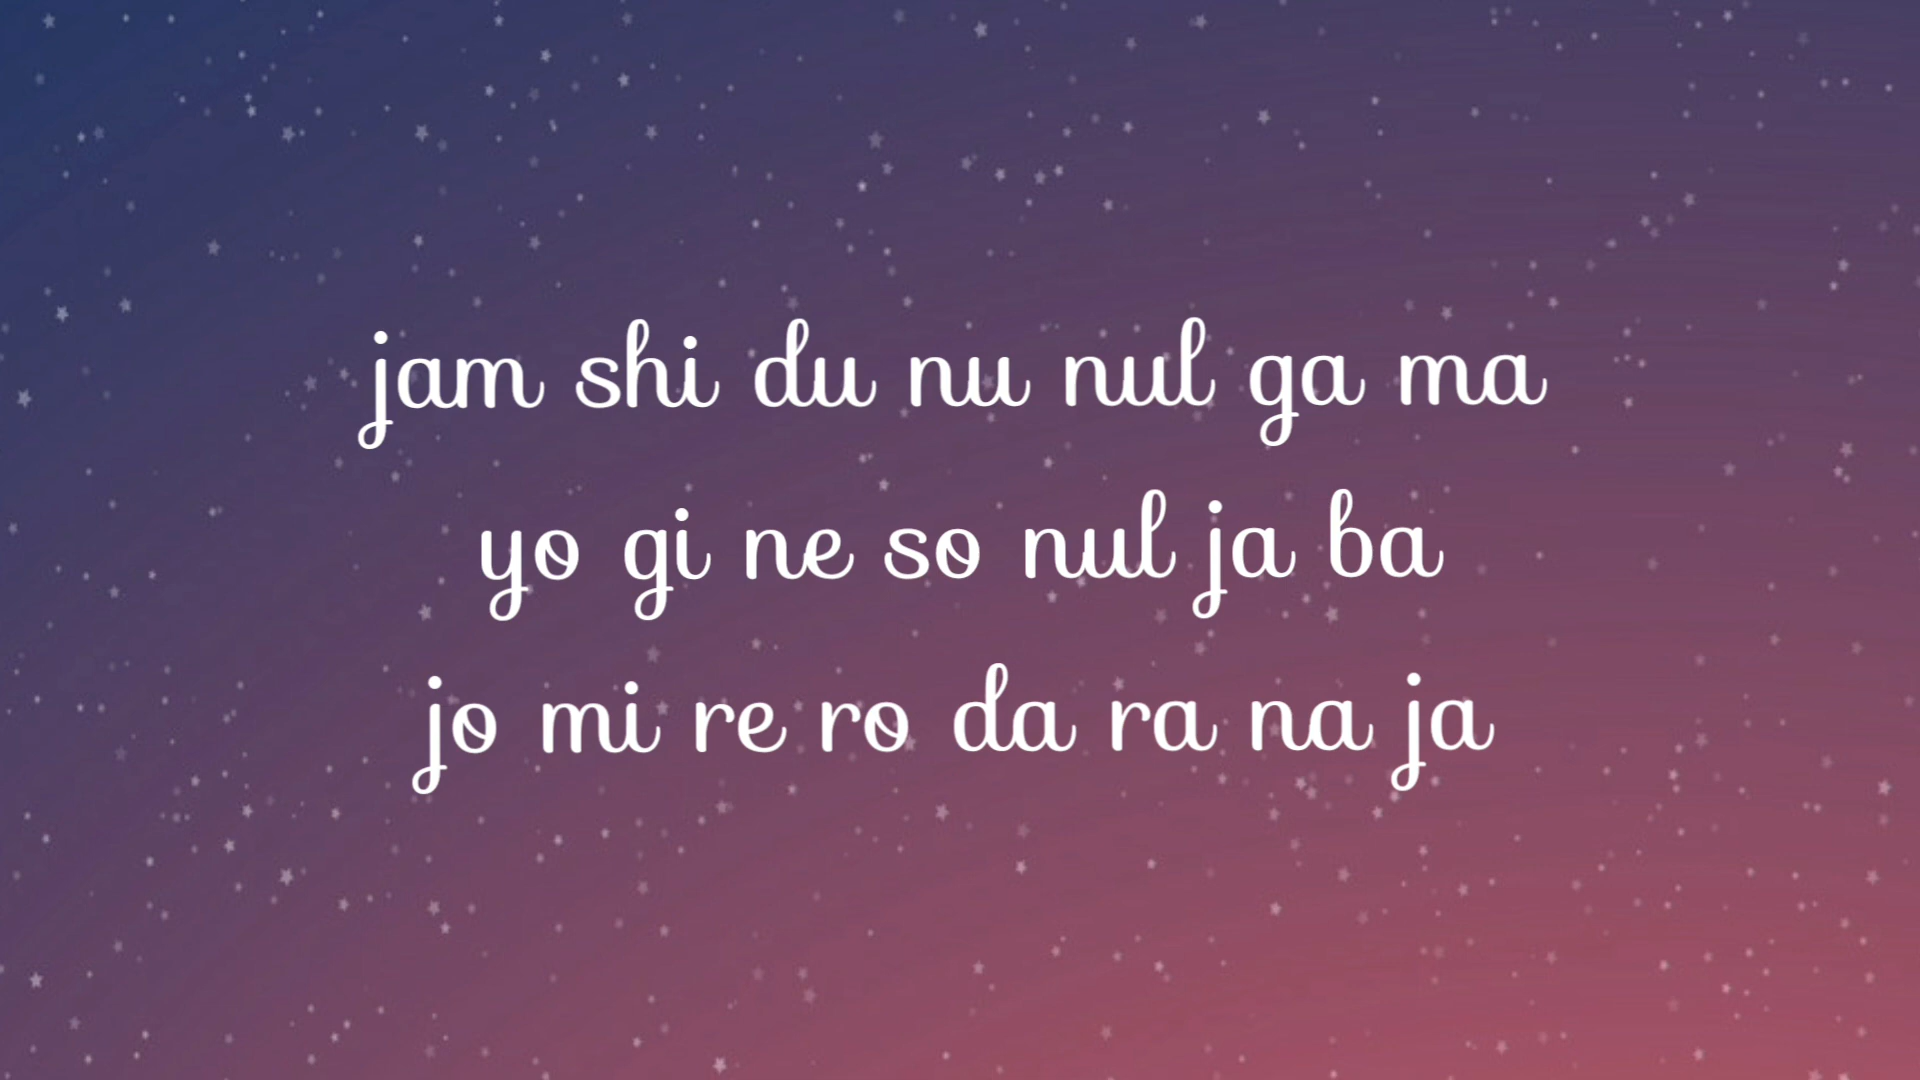 jam shi du nu nul ga ma
yo gi ne so nul ja ba
jo mi re ro da ra na ja